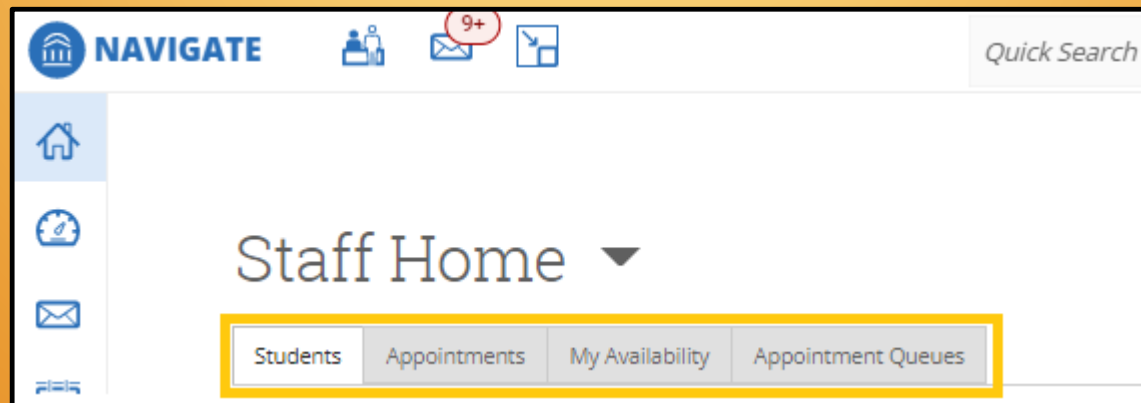 NAVIGATE 9+ Quick Search
Staff Home
Students Appointments My Availability Appointment Queues